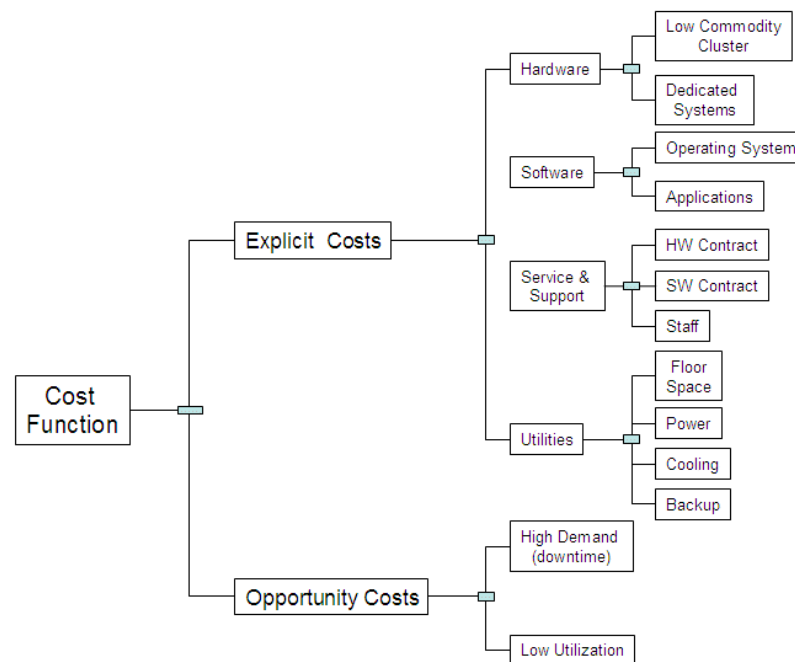 Low Commodity
Cluster
Hardware
Dedicated
Systems
Operating System
Software
Applications
Explicit Costs
HW Contract
Service &
Support
SW Contract
Staff
Cost
Function
Floor
Space
Power
Utilities
Cooling
Backup
High Demand
(downtime)
Opportunity Costs
Low Utilization